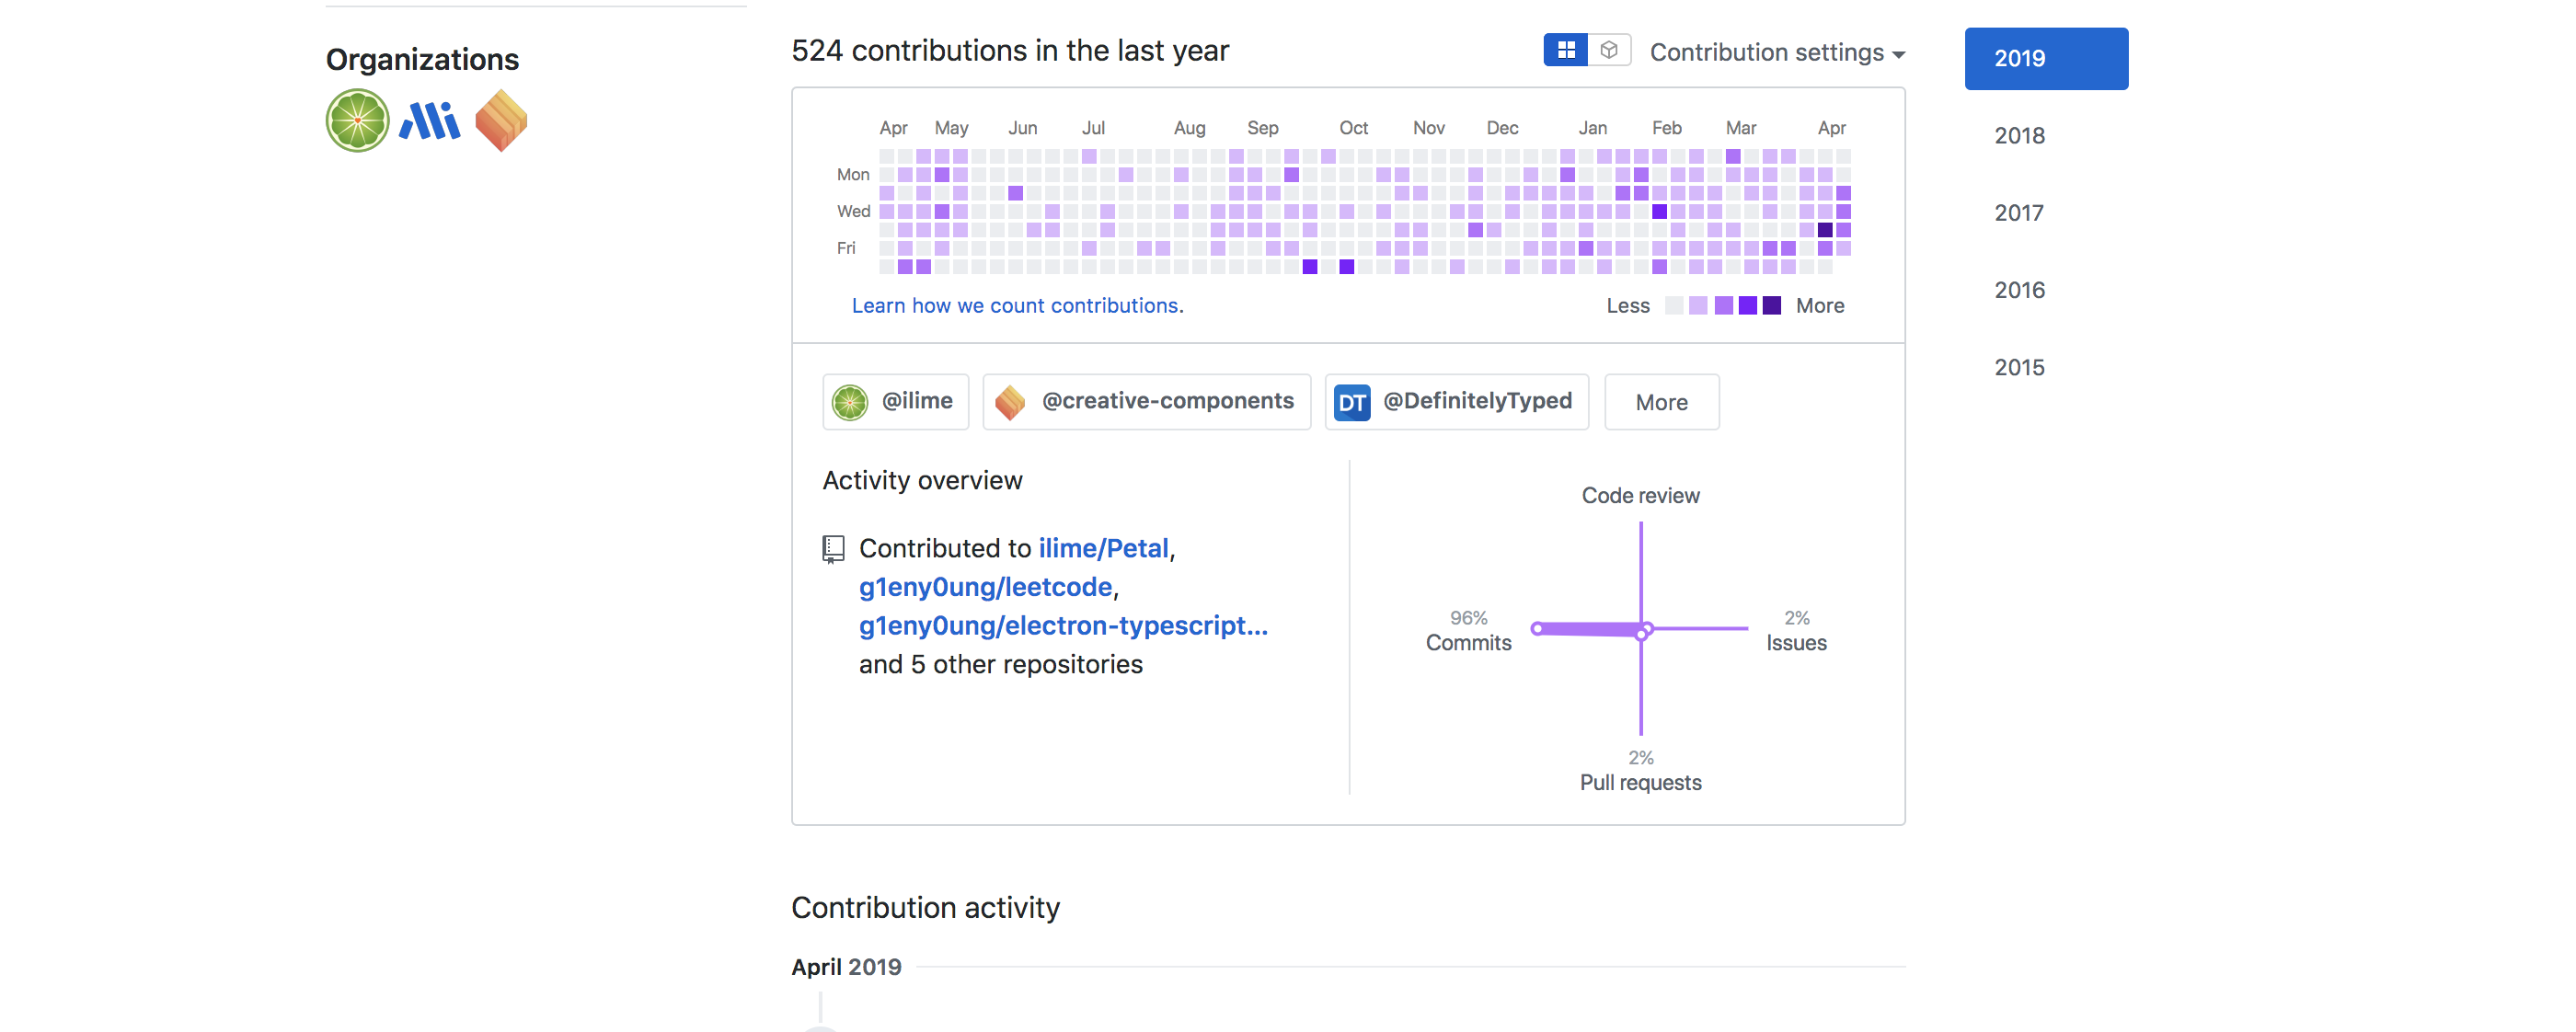 Organizations
524 contributions in the last year
Contribution settings
2019
2018
2017
2016
2015
Apr May Jun Jul Aug Sep Oct Nov Dec Jan Feb Mar Apr
Mon
Wed
Fri
Learn how we count contributions.
Less More
@ilime
@creative-components
DT @DefinitelyTyped
More
Activity overview
Contributed to ilime/Petal,
g1eny0ung/leetcode,
g1eny0ung/electron-typescript...
and 5 other repositories
Code review
96%
Commits
2%
Issues
2%
Pull requests
Contribution activity
April 2019